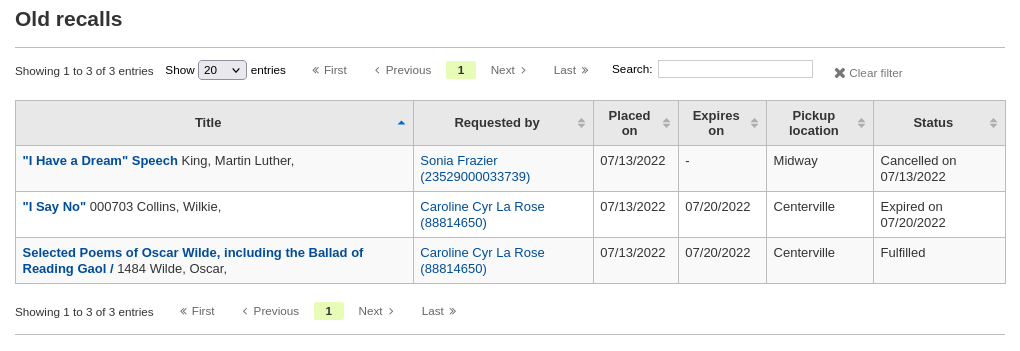 Old recalls
Showing 1 to 3 of 3 entries Show 20 entries First Previous 1 Next Last Search: Clear filter
Title Requested by Placed on Expires on Pickup location Status
"I Have a Dream" Speech King, Martin Luther, Sonia Frazier (23529000033739) 07/13/2022 - Midway Cancelled on 07/13/2022
"I Say No" 000703 Collins, Wilkie, Caroline Cyr La Rose (88814650) 07/13/2022 07/20/2022 Centerville Expired on 07/20/2022
Selected Poems of Oscar Wilde, including the Ballad of Reading Gaol / 1484 Wilde, Oscar, Caroline Cyr La Rose (88814650) 07/13/2022 07/20/2022 Centerville Fulfilled
Showing 1 to 3 of 3 entries First Previous 1 Next Last